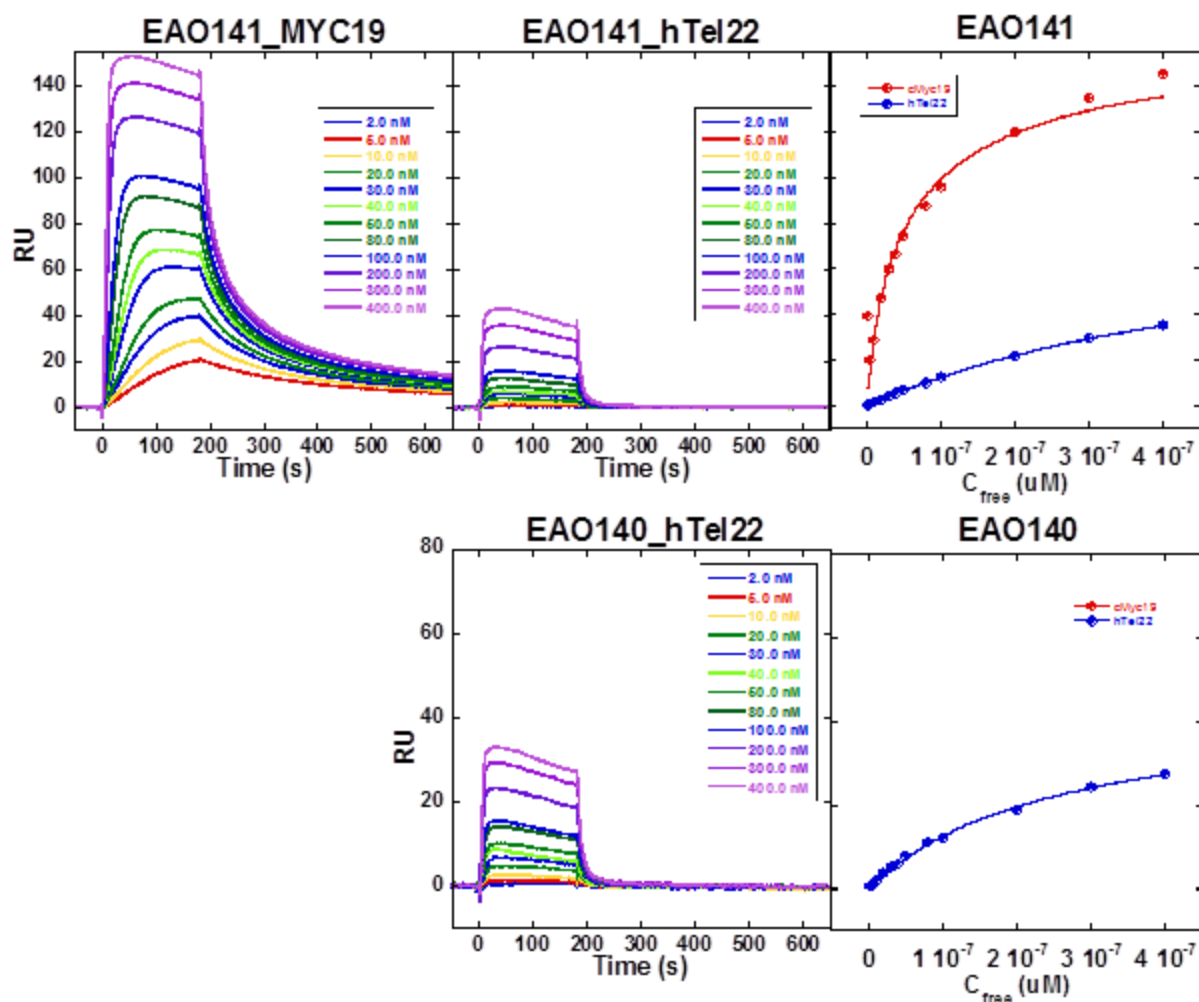 EAO141_MYC19
EAO141_hTel22
EAO141
140
120
100
80
60
40
20
0
RU
2.0 nM
5.0 nM
10.0 nM
20.0 nM
30.0 nM
40.0 nM
50.0 nM
80.0 nM
100.0 nM
200.0 nM
300.0 nM
400.0 nM
0 100 200 300 400 500 600
Time (s)
2.0 nM
5.0 nM
10.0 nM
20.0 nM
30.0 nM
40.0 nM
50.0 nM
80.0 nM
100.0 nM
200.0 nM
300.0 nM
400.0 nM
0 100 200 300 400 500 600
Time (s)
cMyc19
hTel22
0 1 10-7 2 10-7 3 10-7 4 10-7
Cfree (uM)
EAO140_hTel22
EAO140
80
60
40
20
0
RU
2.0 nM
5.0 nM
10.0 nM
20.0 nM
30.0 nM
40.0 nM
50.0 nM
80.0 nM
100.0 nM
200.0 nM
300.0 nM
400.0 nM
0 100 200 300 400 500 600
Time (s)
cMyc19
hTel22
0 1 10-7 2 10-7 3 10-7 4 10-7
Cfree (uM)